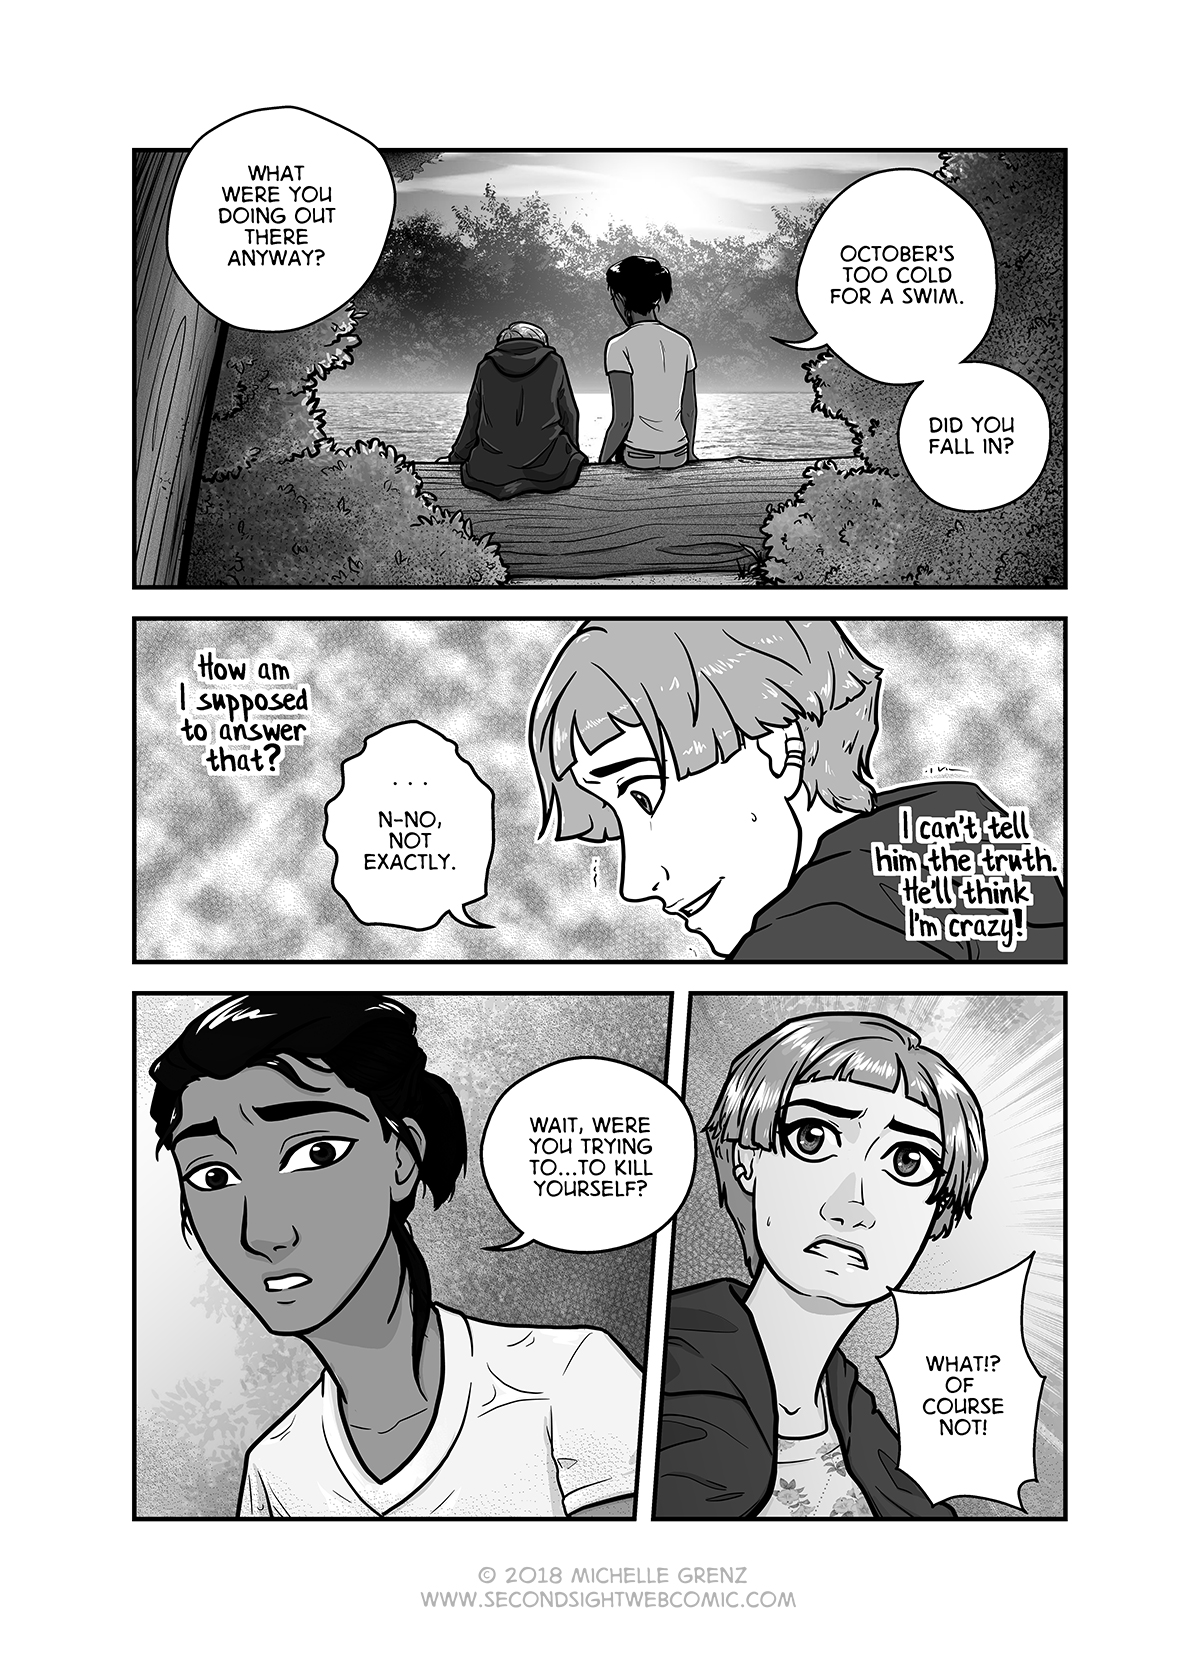 WHAT
WERE YOU
DOING OUT
THERE
ANYWAY?
OCTOBER'S
TOO COLD
FOR A SWIM.
DID YOU
FALL IN?
How am
I supposed
to answer
that?
...
N-NO,
NOT
EXACTLY.
I can't tell
him the truth.
He'll think
I'm crazy!
WAIT, WERE
YOU TRYING
TO...TO KILL
YOURSELF?
WHAT!?
OF
COURSE
NOT!
© 2018 MICHELLE GRENZ
WWW.SECONDSIGHTWEBCOMIC.COM